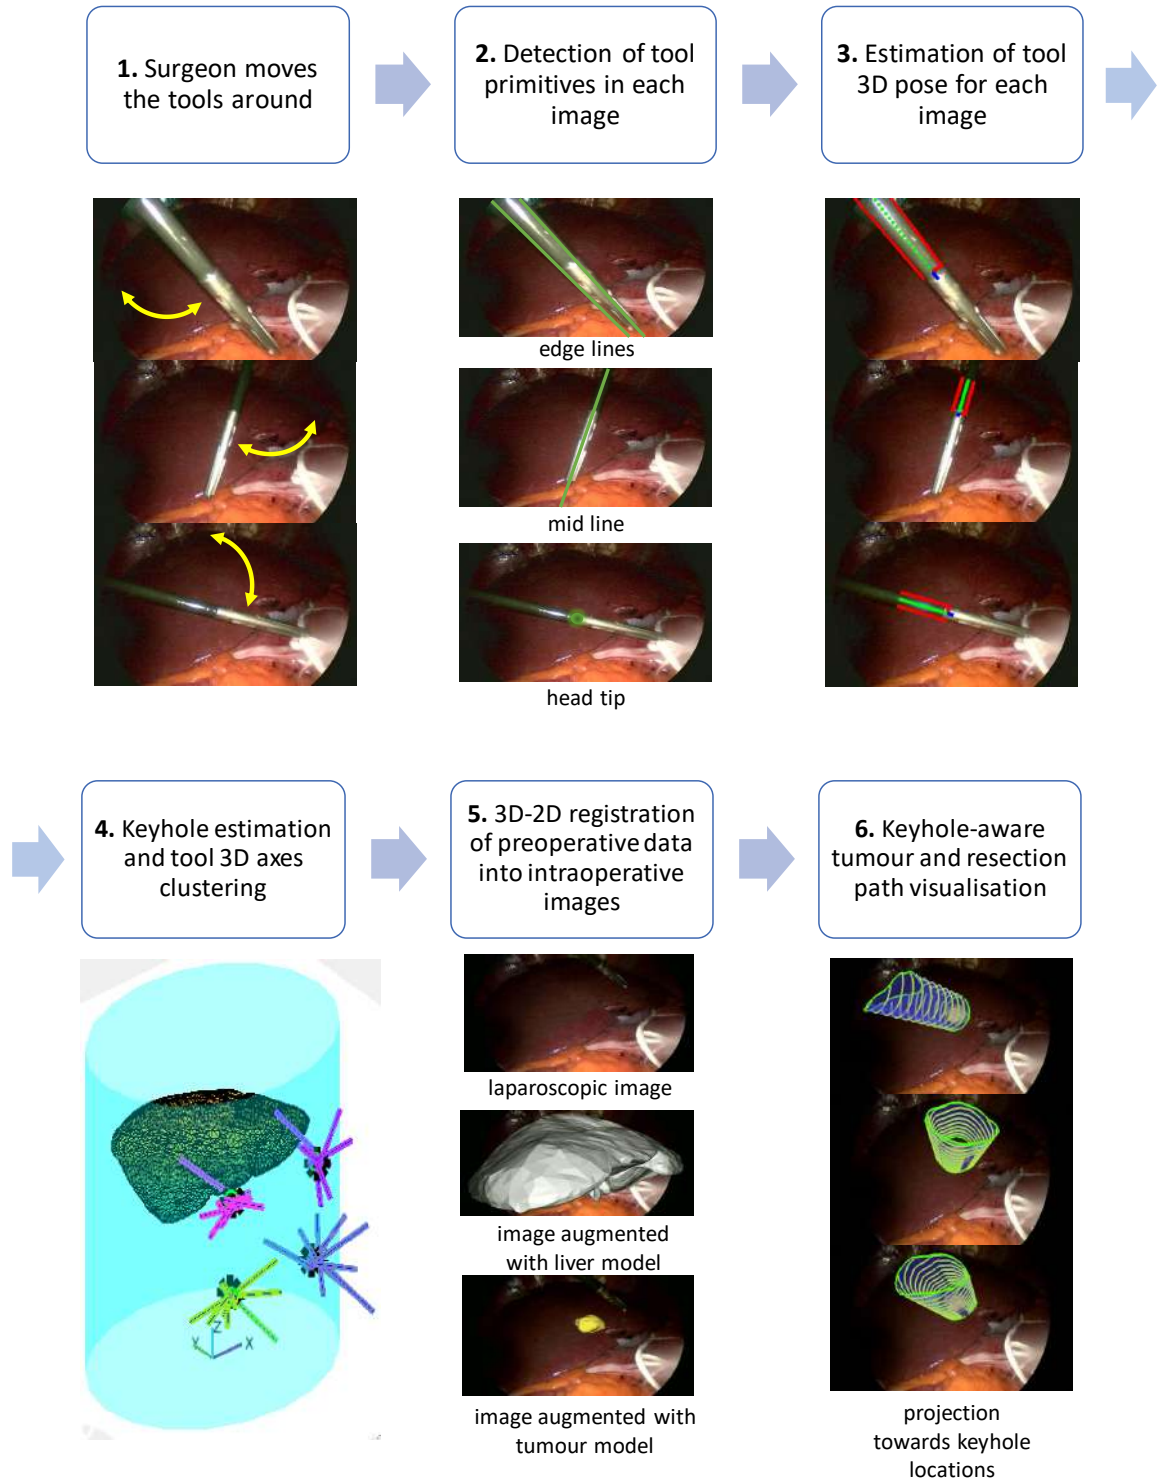 1. Surgeon moves
the tools around
2. Detection of tool
primitives in each
image
3. Estimation of tool
3D pose for each
image
edge lines
mid line
head tip
4. Keyhole estimation
and tool 3D axes
clustering
5. 3D-2D registration
of preoperative data
into intraoperative
images
6. Keyhole-aware
tumour and resection
path visualisation
laparoscopic image
image augmented
with liver model
image augmented with
tumour model
Z
Y
X
projection
towards keyhole
locations